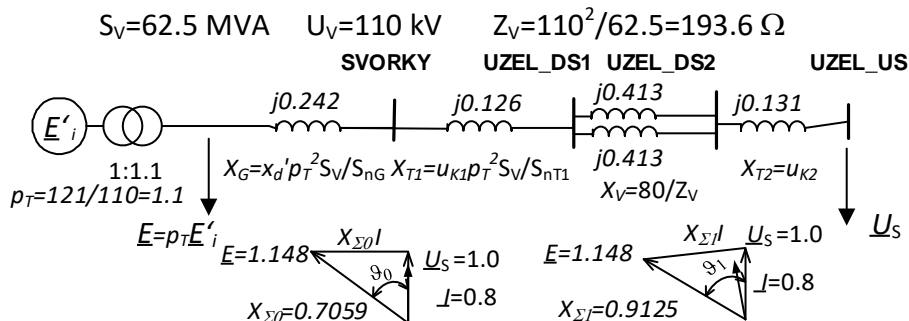 S_V=62.5 MVA U_V=110 kV Z_V=110²/62.5=193.6 Ω
SVORKY UZEL_DS1 UZEL_DS2 UZEL_US
j0.242 j0.126 j0.413 j0.131
E'_i
j0.413
1:1.1
X_G=x_d'p_T²S_V/S_nG X_T1=u_K1p_T²S_V/S_nT1 X_V=80/Z_V X_T2=u_K2
p_T=121/110=1.1
E=p_TE'_i U_S
X_Σ0I X_Σ1I
E=1.148 U_S=1.0 E=1.148 U_S=1.0
ϑ_0 ϑ_1
I=0.8 I=0.8
X_Σ0=0.7059 X_Σ1=0.9125